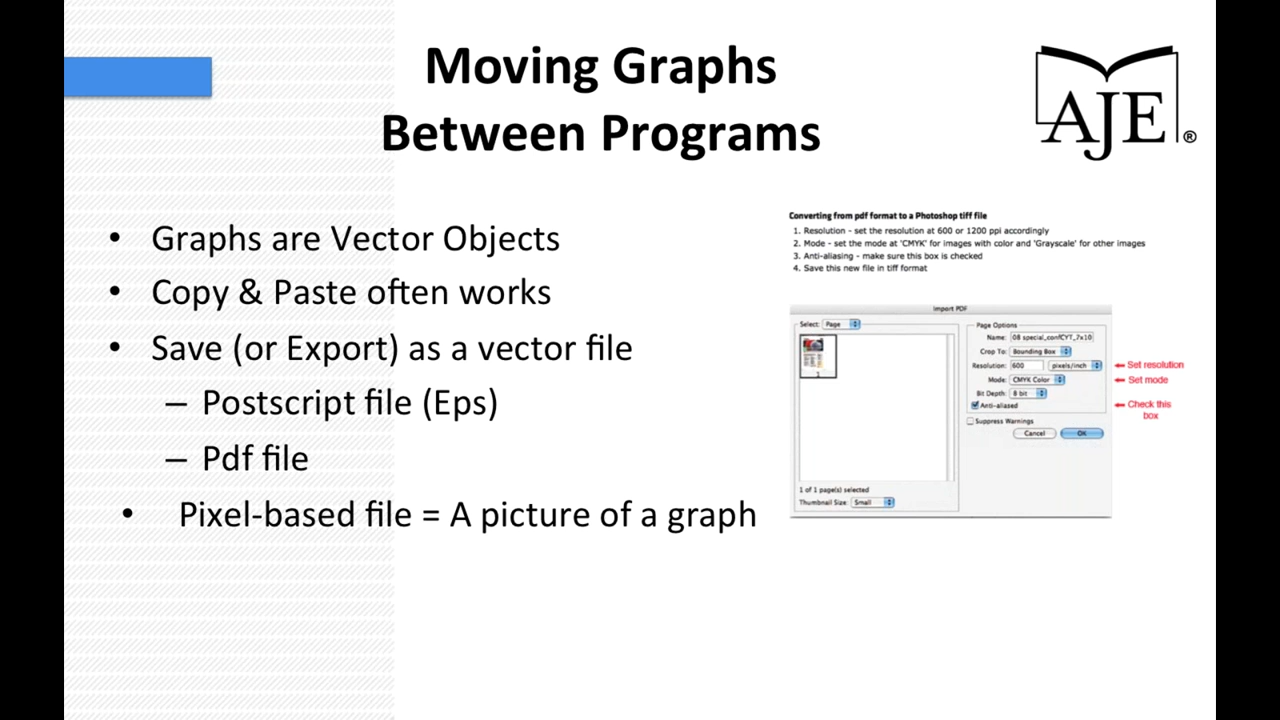 Moving Graphs
Between Programs
AJE®
• Graphs are Vector Objects
• Copy & Paste often works
• Save (or Export) as a vector file
– Postscript file (Eps)
– Pdf file
• Pixel-based file = A picture of a graph
Converting from pdf format to a Photoshop tiff file
1. Resolution - set the resolution at 600 or 1200 ppi accordingly
2. Mode - set the mode at 'CMYK' for images with color and 'Grayscale' for other images
3. Anti-aliasing - make sure this box is checked
4. Save this new file in tiff format
Import PDF
Select: Page
1
1 of 1 page(s) selected
Thumbnail Size: Small
Page Options
Name: 08 special_confCYT_7x10
Crop To: Bounding Box
Resolution: 600 pixels/inch
Mode: CMYK Color
Bit Depth: 8 bit
Anti-aliased
Suppress Warnings
Cancel OK
Set resolution
Set mode
Check this
box